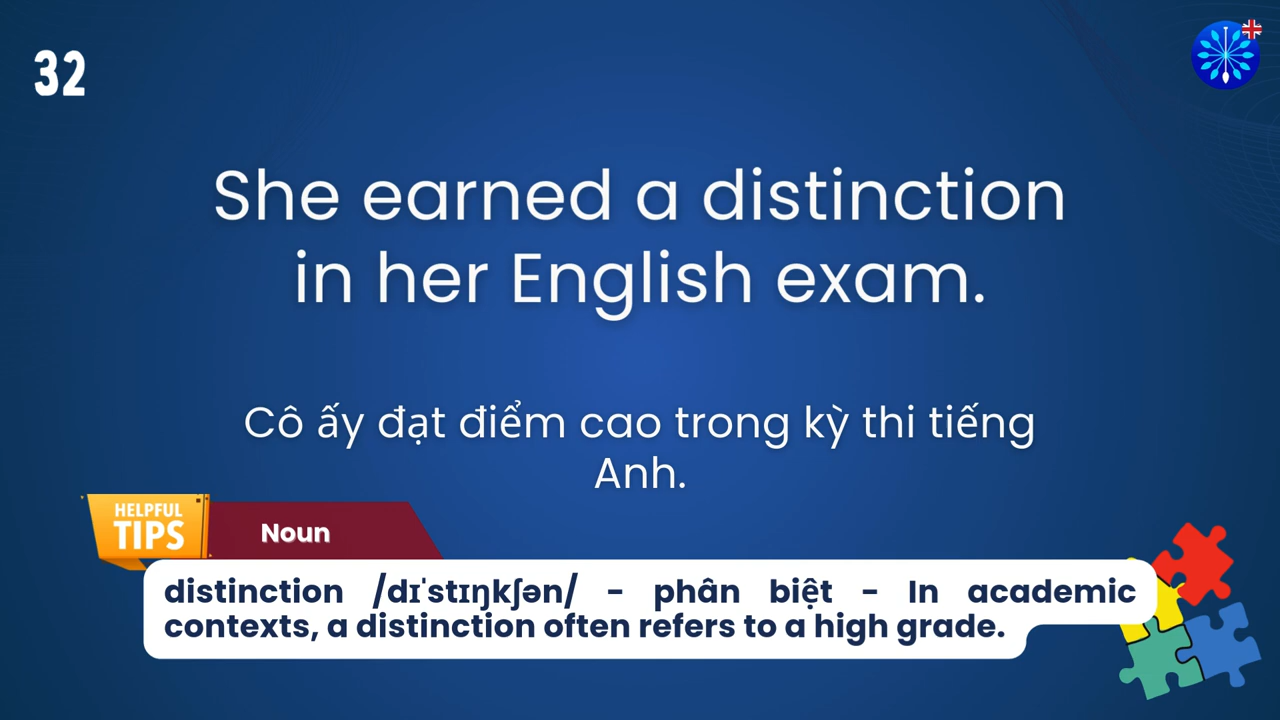 32
She earned a distinction
in her English exam.
Cô ấy đạt điểm cao trong kỳ thi tiếng
Anh.
HELPFUL
TIPS
Noun
distinction /dɪˈstɪŋkʃən/ - phân biệt - In academic
contexts, a distinction often refers to a high grade.